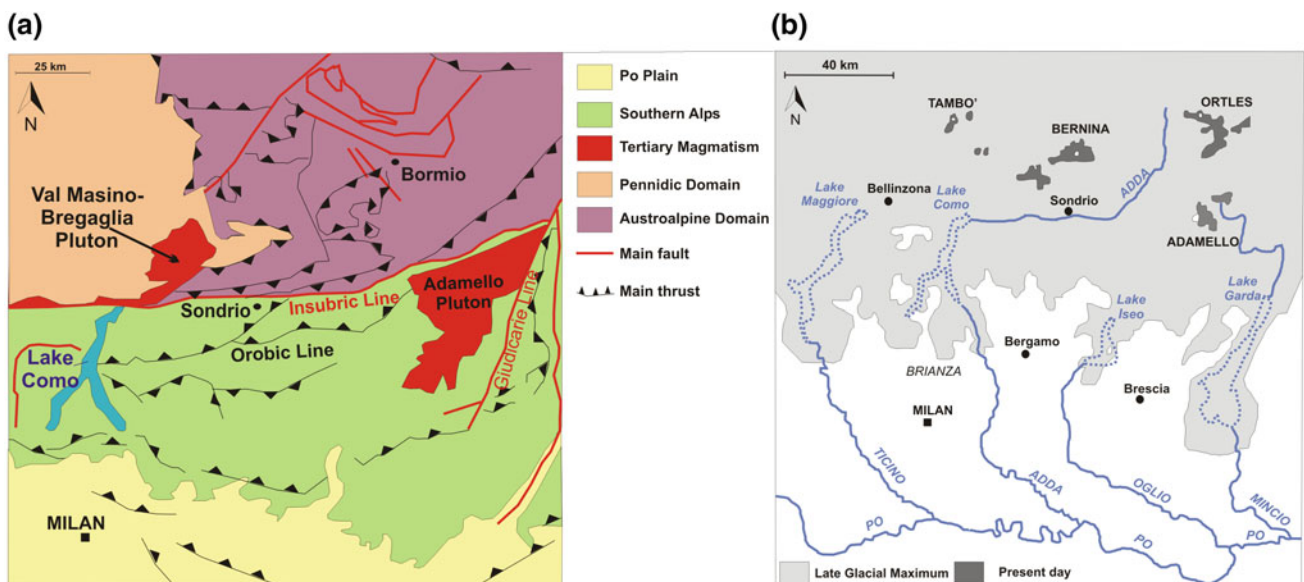 (a)
25 km
N
Val Masino-
Bregaglia
Pluton
Bormio
Sondrio
Insubric Line
Adamello
Pluton
Orobic Line
Giudicarie Line
Lake
Como
MILAN
Po Plain
Southern Alps
Tertiary Magmatism
Pennidic Domain
Austroalpine Domain
Main fault
Main thrust
(b)
40 km
N
TAMBO'
ORTLES
BERNINA
ADDA
Lake
Maggiore
Bellinzona
Lake
Como
Sondrio
ADAMELLO
Lake
Garda
Lake
Iseo
Bergamo
BRIANZA
Brescia
MILAN
TICINO
ADDA
OGLIO
MINCIO
PO
PO
PO
Late Glacial Maximum
Present day